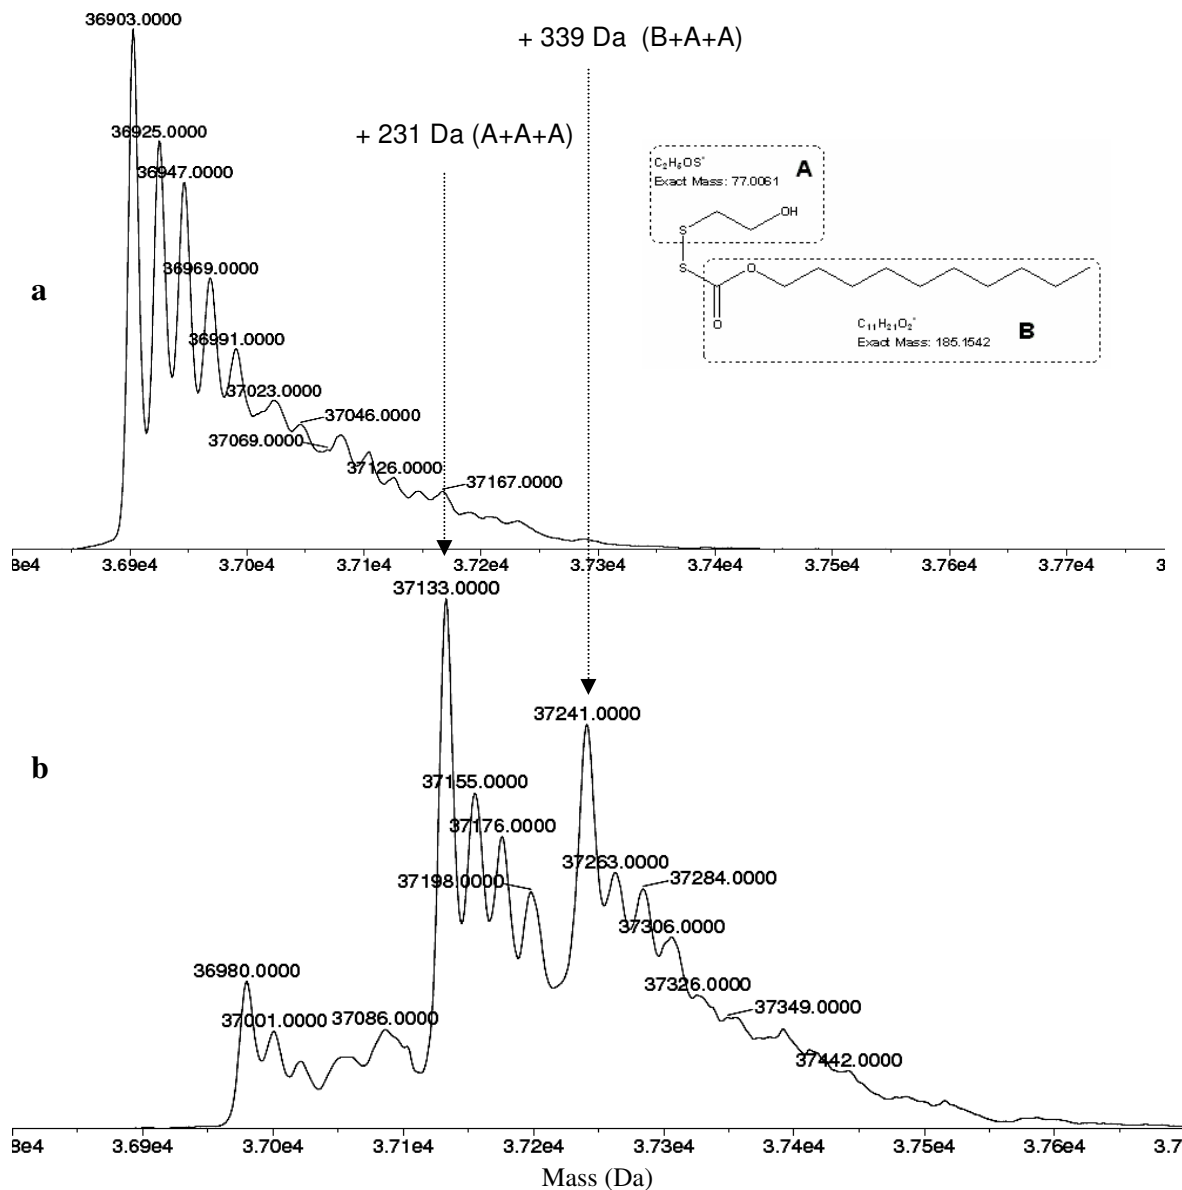 36903.0000
+ 339 Da (B+A+A)
36925.0000
+ 231 Da (A+A+A)
36947.0000
C2H5OS•
A
Exact Mass: 77.0061
OH
S
S
O
O
C11H21O2•
B
Exact Mass: 185.1542
36969.0000
a
36991.0000
37023.0000
37046.0000
37069.0000
37126.0000
37167.0000
8e4 3.69e4 3.70e4 3.71e4 3.72e4 3.73e4 3.74e4 3.75e4 3.76e4 3.77e4 3
37133.0000
37241.0000
b
37155.0000
37176.0000
37263.0000
37198.0000
37284.0000
37306.0000
36980.0000
37326.0000
37001.0000
37086.0000
37349.0000
37442.0000
8e4 3.69e4 3.70e4 3.71e4 3.72e4 3.73e4 3.74e4 3.75e4 3.76e4 3.7
Mass (Da)